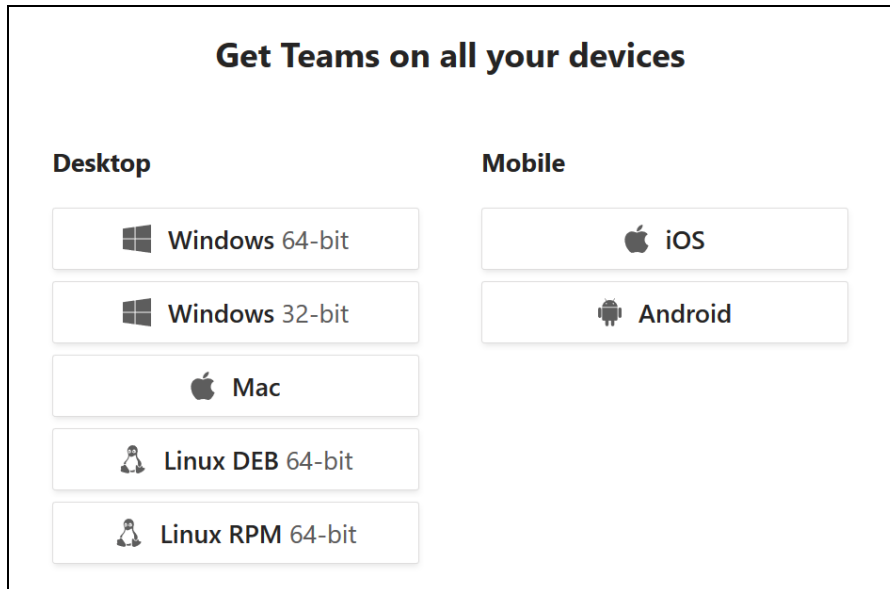 Get Teams on all your devices
Desktop
Windows 64-bit
Windows 32-bit
Mac
Linux DEB 64-bit
Linux RPM 64-bit
Mobile
iOS
Android